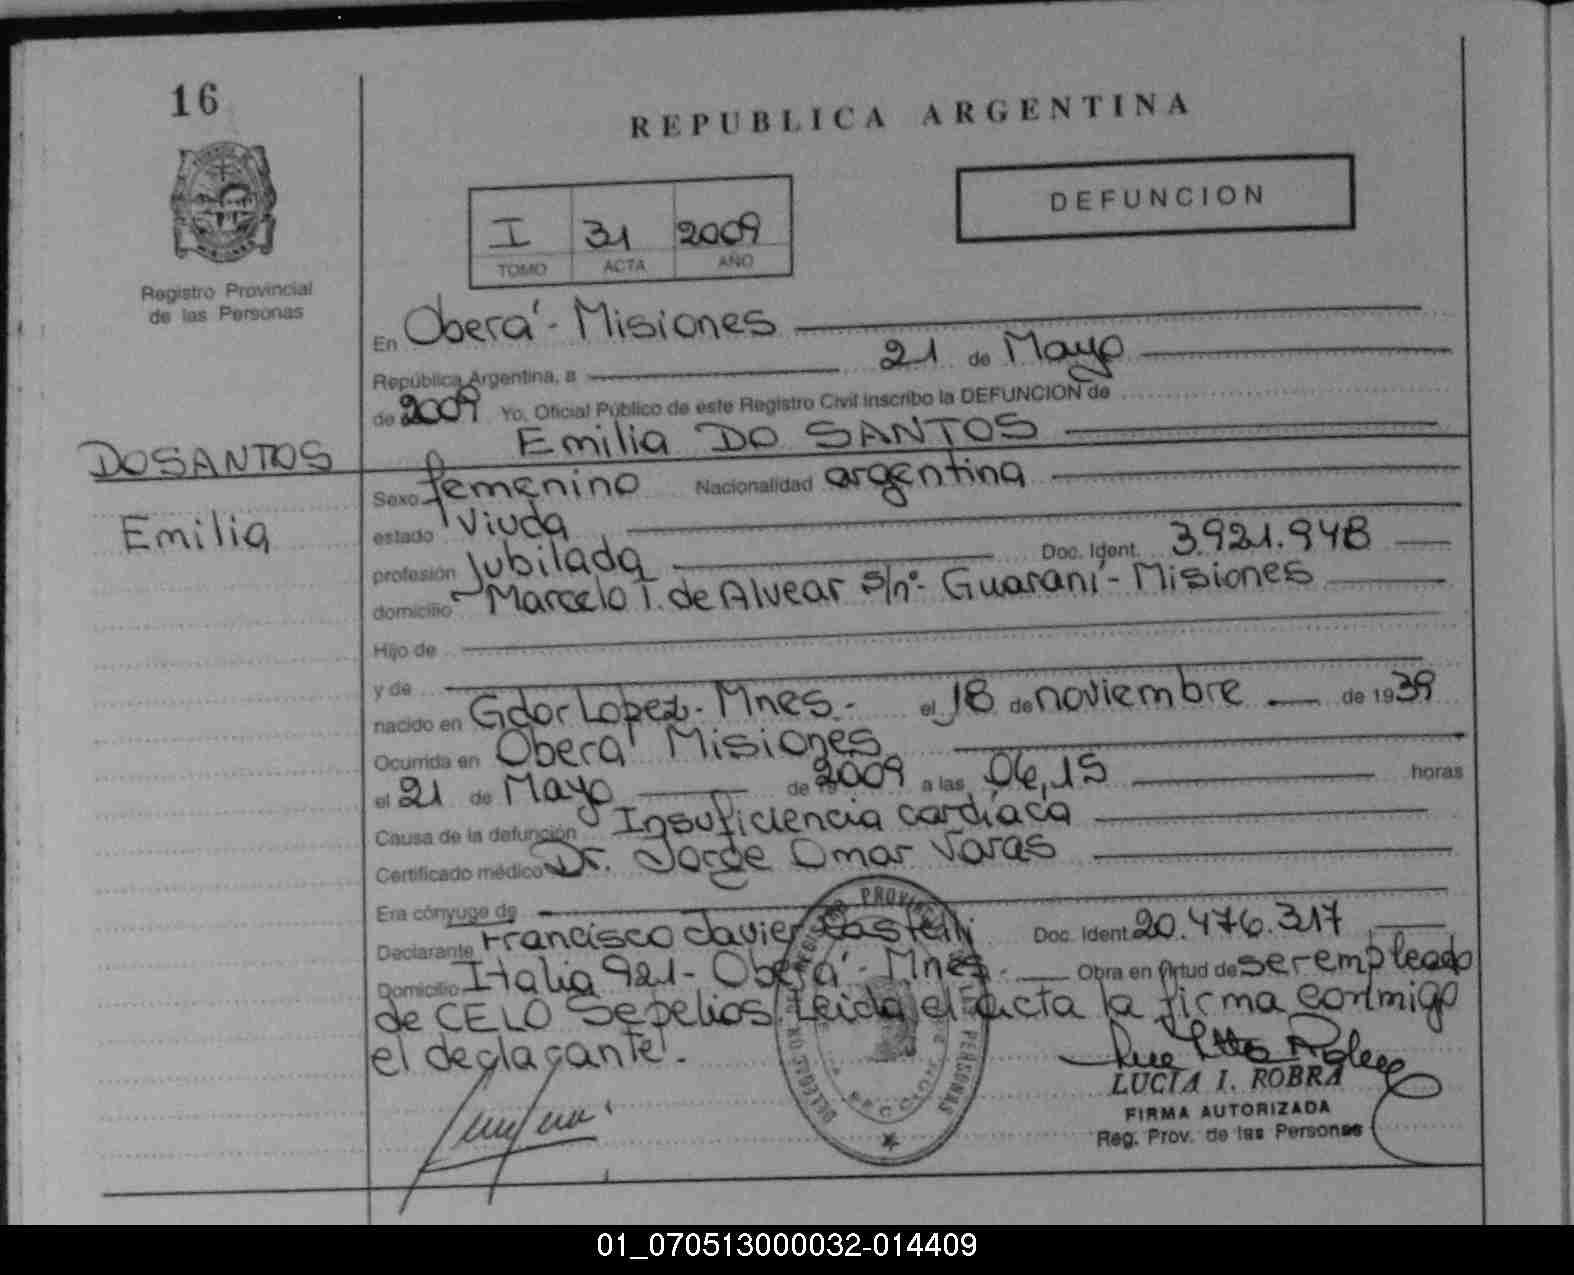 16
REPUBLICA ARGENTINA
DEFUNCION
I 31 2009
TOMO ACTA AÑO
Registro Provincial
de las Personas
En Oberá - Misiones
República Argentina, a 21 de Mayo
de 2009 Yo, Oficial Público de este Registro Civil inscribo la DEFUNCION de
Emilia DO SANTOS
DOSANTOS
Emilia
Sexo femenino Nacionalidad argentina
estado Viuda
profesión Jubilada Doc. Ident. 3.921.948
domicilio Marcelo T. de Alvear s/nº - Guaraní - Misiones
Hijo de
y de
nacido en Gdor Lopez - Mnes - el 18 de noviembre de 1939
Ocurrida en Oberá Misiones
el 21 de Mayo de 2009 a las 06,15 horas
Causa de la defunción Insuficiencia cardíaca
Certificado médico Dr. Jorge Omar Varas
Era cónyuge de
Declarante Francisco Javier Castelli Doc. Ident. 20.476.317
Domicilio Italia 921 - Oberá - Mnes - Obra en virtud de ser empleado
de CELO Sepelios. Leida el acta la firma conmigo
el declarante.
LUCIA I. ROBRA
FIRMA AUTORIZADA
Reg. Prov. de las Personas
01_070513000032-014409